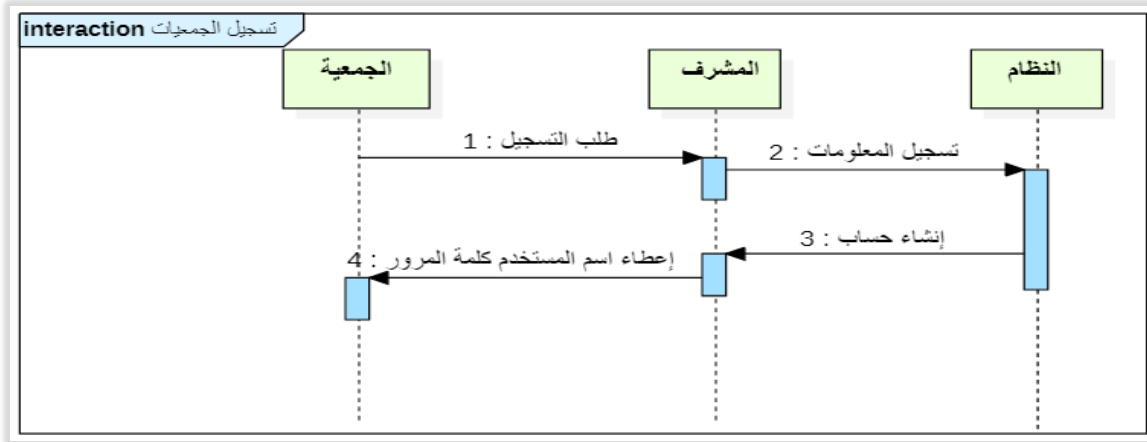 interaction تسجيل الجمعيات
الجمعية
المشرف
النظام
1 : طلب التسجيل
2 : تسجيل المعلومات
3 : إنشاء حساب
4 : إعطاء اسم المستخدم كلمة المرور